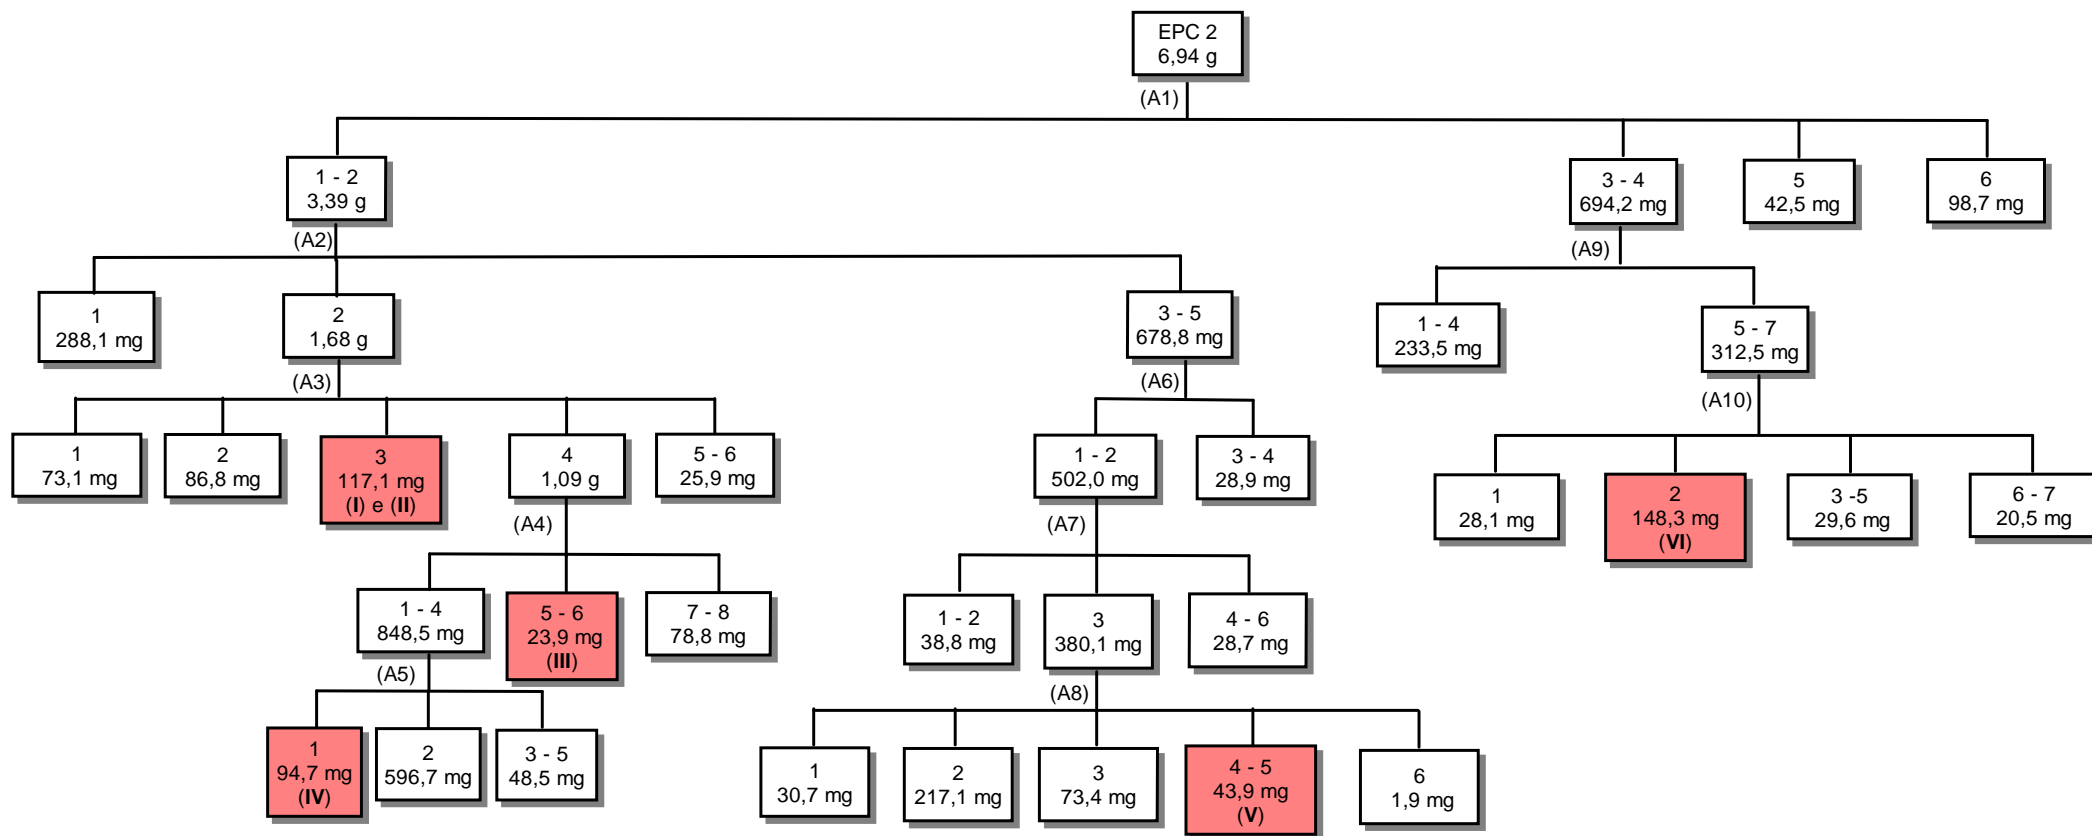 EPC 2
6,94 g
(A1)
1 - 2
3,39 g
3 - 4
694,2 mg
5
42,5 mg
6
98,7 mg
(A2)
(A9)
1
288,1 mg
2
1,68 g
3 - 5
678,8 mg
1 - 4
233,5 mg
5 - 7
312,5 mg
(A3)
(A6)
(A10)
1
73,1 mg
2
86,8 mg
3
117,1 mg
(I) e (II)
4
1,09 g
5 - 6
25,9 mg
1 - 2
502,0 mg
3 - 4
28,9 mg
1
28,1 mg
2
148,3 mg
(VI)
3 -5
29,6 mg
6 - 7
20,5 mg
(A4)
(A7)
1 - 4
848,5 mg
5 - 6
23,9 mg
(III)
7 - 8
78,8 mg
1 - 2
38,8 mg
3
380,1 mg
4 - 6
28,7 mg
(A5)
(A8)
1
94,7 mg
(IV)
2
596,7 mg
3 - 5
48,5 mg
1
30,7 mg
2
217,1 mg
3
73,4 mg
4 - 5
43,9 mg
(V)
6
1,9 mg